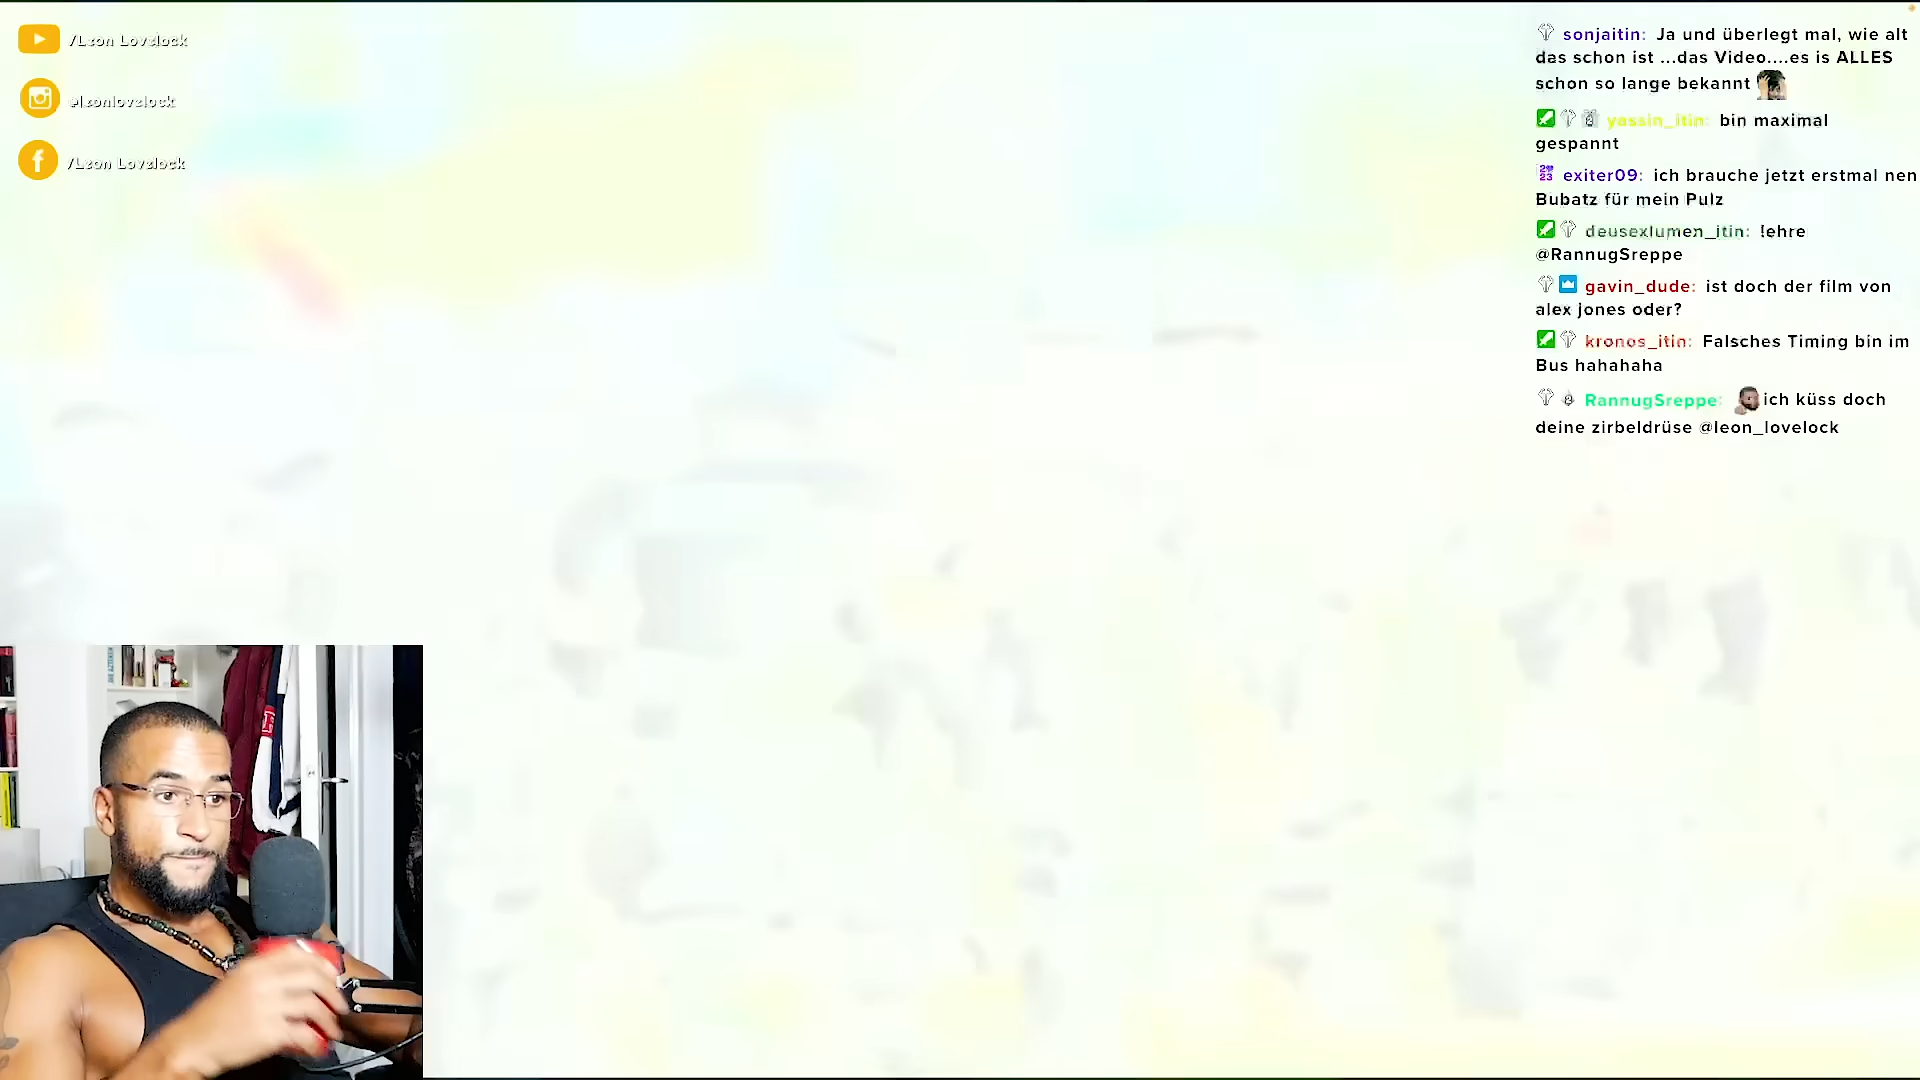 /Leon Lovelock
@leonlovelock
/Leon Lovelock
sonjaitin: Ja und überlegt mal, wie alt
das schon ist ...das Video....es is ALLES
schon so lange bekannt
yassin_itin: bin maximal
gespannt
exiter09: ich brauche jetzt erstmal nen
Bubatz für mein Pulz
deusexlumen_itin: !ehre
@RannugSreppe
gavin_dude: ist doch der film von
alex jones oder?
kronos_itin: Falsches Timing bin im
Bus hahahaha
RannugSreppe: ich küss doch
deine zirbeldrüse @leon_lovelock